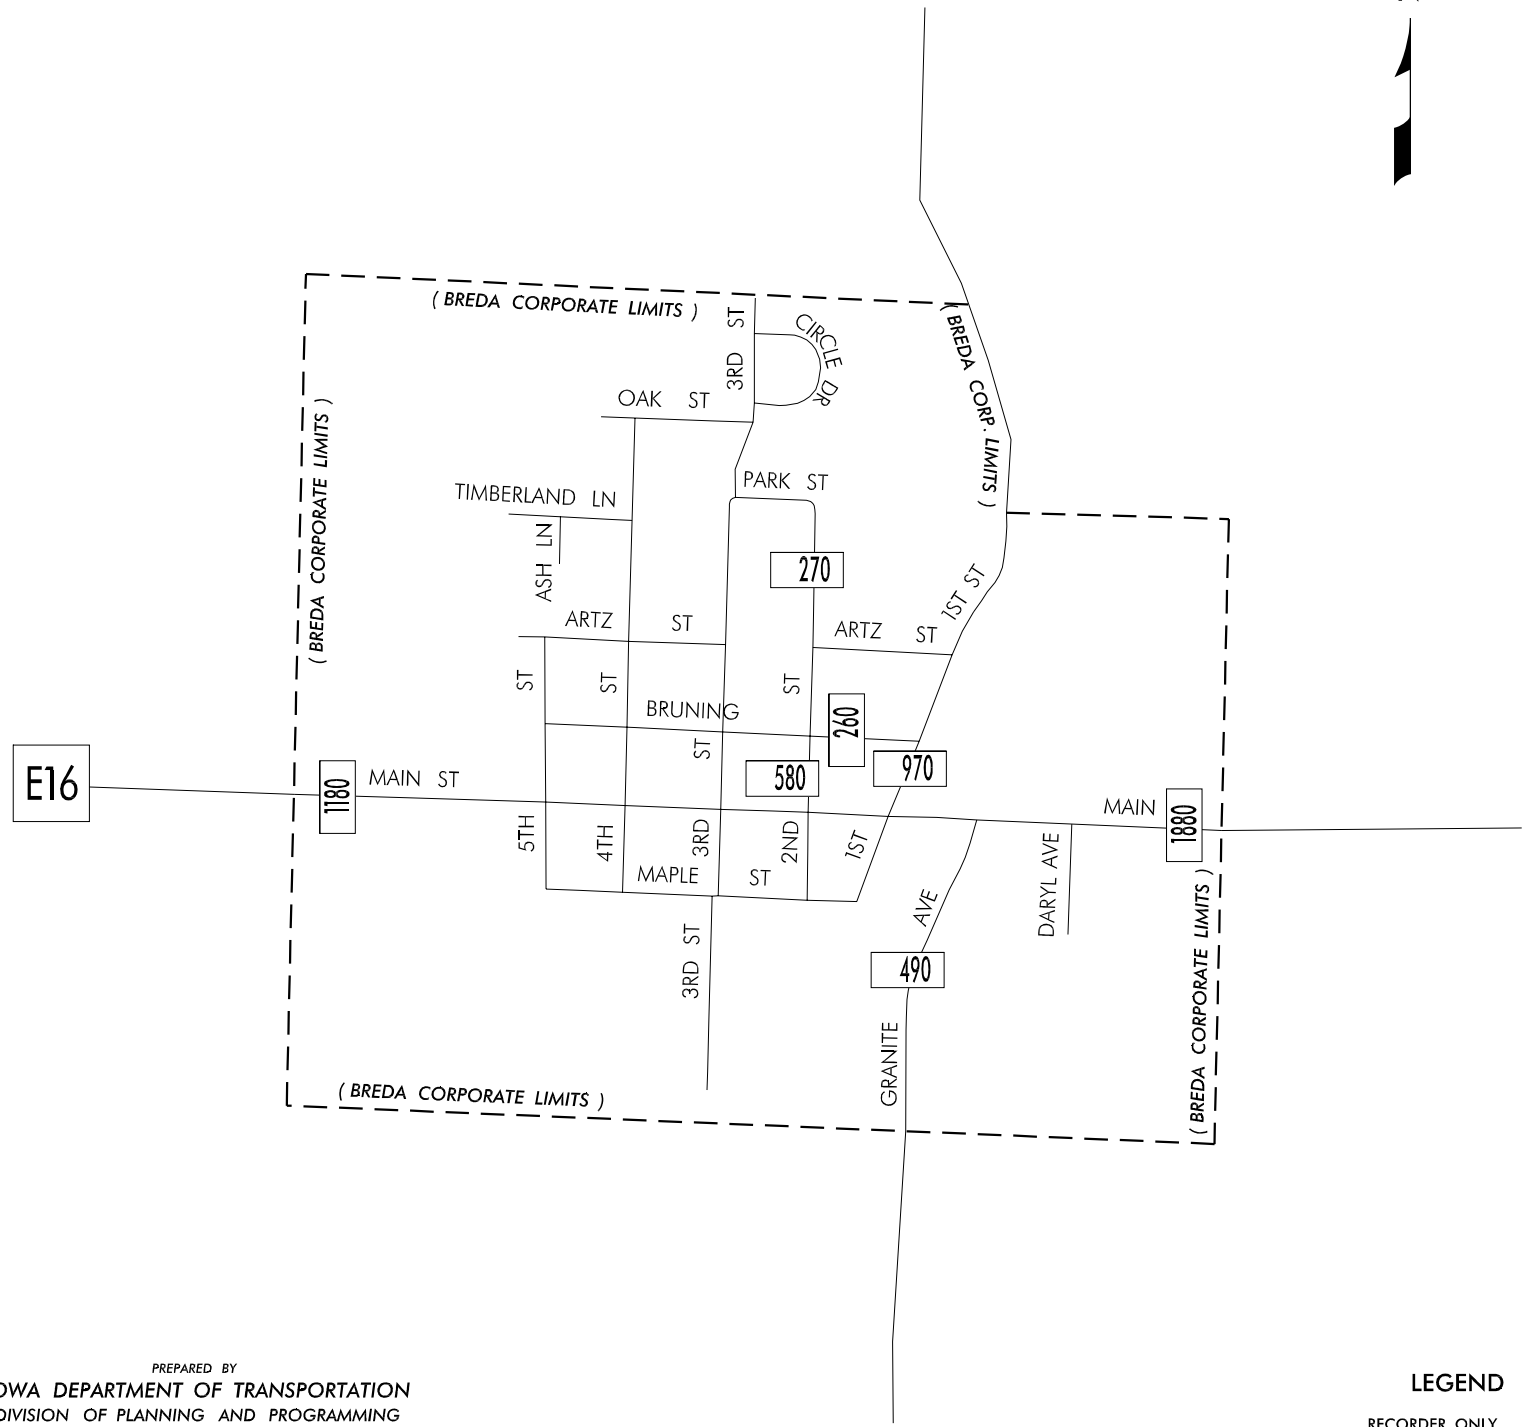 ( BREDA CORPORATE LIMITS )
3RD ST
CIRCLE DR
( BREDA CORP. LIMITS )
OAK ST
( BREDA CORPORATE LIMITS )
PARK ST
TIMBERLAND LN
ASH LN
270
1ST ST
ARTZ ST
ARTZ ST
ST
ST
ST
BRUNING
260
ST
970
E16
1180
MAIN ST
580
MAIN
1880
5TH
4TH
3RD
2ND
1ST
DARYL AVE
MAPLE ST
AVE
3RD ST
490
( BREDA CORPORATE LIMITS )
GRANITE
( BREDA CORPORATE LIMITS )
PREPARED BY
OWA DEPARTMENT OF TRANSPORTATION
DIVISION OF PLANNING AND PROGRAMMING
LEGEND
RECORDER ONLY